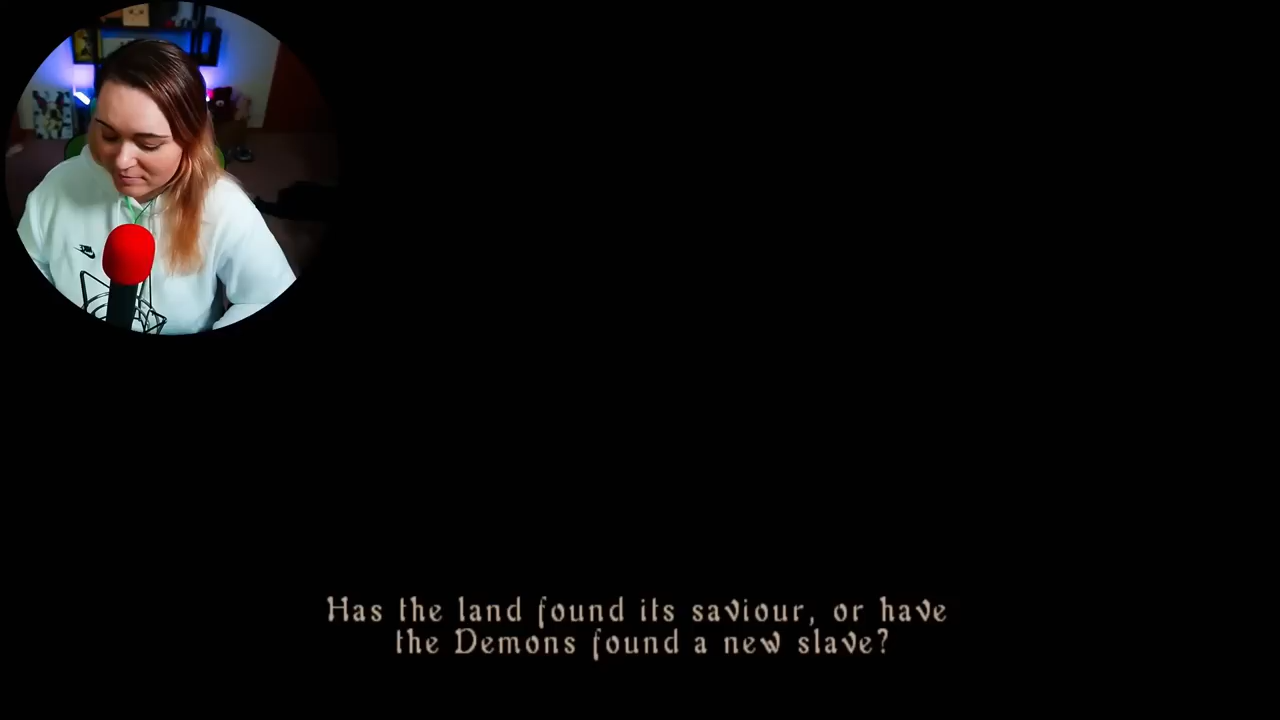 Has the land found its saviour, or have
the Demons found a new slave?